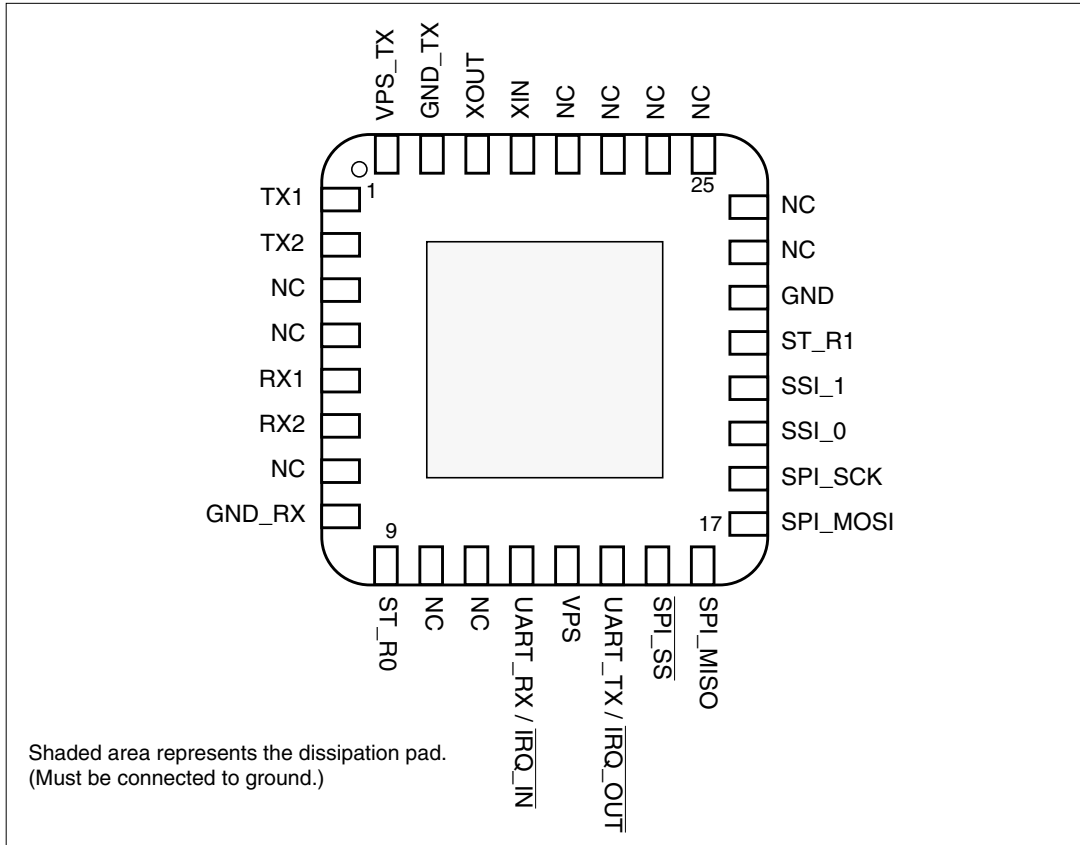 VPS_TX
GND_TX
XOUT
XIN
NC
NC
NC
NC
1
25
TX1
TX2
NC
NC
RX1
RX2
NC
GND_RX
NC
NC
GND
ST_R1
SSI_1
SSI_0
SPI_SCK
SPI_MOSI
9
17
ST_R0
NC
NC
UART_RX / IRQ_IN
VPS
UART_TX / IRQ_OUT
SPI_SS
SPI_MISO
Shaded area represents the dissipation pad.
(Must be connected to ground.)